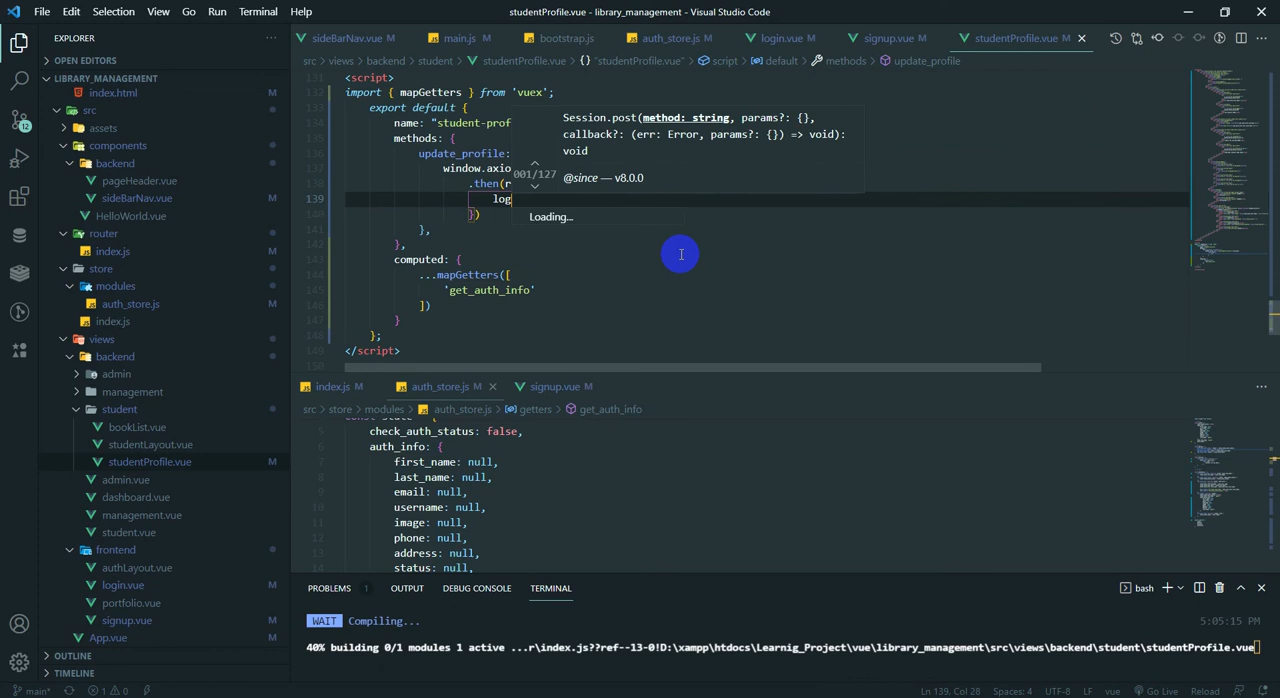 File Edit Selection View Go Run Terminal Help
studentProfile.vue - library_management - Visual Studio Code
EXPLORER
OPEN EDITORS
LIBRARY_MANAGEMENT
index.html M
src
assets
components
backend
pageHeader.vue
sideBarNav.vue M
HelloWorld.vue
router
index.js M
store
modules
auth_store.js M
index.js
views
backend
admin
management
student
bookList.vue
studentLayout.vue
studentProfile.vue M
admin.vue
dashboard.vue
management.vue
student.vue
frontend
authLayout.vue
login.vue M
portfolio.vue
signup.vue M
App.vue
OUTLINE
TIMELINE
12
sideBarNav.vue M main.js M bootstrap.js auth_store.js M login.vue M signup.vue M studentProfile.vue M
src > views > backend > student > studentProfile.vue > {} "studentProfile.vue" > script > default > methods > update_profile
131 <script>
132 import { mapGetters } from 'vuex';
133 export default {
134 name: "student-prof
135 methods: {
136 update_profile:
137 window.axio
138 .then(r
139 log
140 })
141 },
142 },
143 computed: {
144 ...mapGetters([
145 'get_auth_info'
146 ])
147 }
148 };
149 </script>
150
Session.post(method: string, params?: {},
callback?: (err: Error, params?: {}) => void):
001/127 void
@since — v8.0.0
Loading...
index.js M auth_store.js M signup.vue M
src > store > modules > auth_store.js > getters > get_auth_info
5 check_auth_status: false,
6 auth_info: {
7 first_name: null,
8 last_name: null,
9 email: null,
10 username: null,
11 image: null,
12 phone: null,
13 address: null,
status: null,
PROBLEMS 1 OUTPUT DEBUG CONSOLE TERMINAL
bash
WAIT Compiling... 5:05:15 PM
40% building 0/1 modules 1 active ...r\index.js??ref--13-0!D:\xampp\htdocs\Learnig_Project\vue\library_management\src\views\backend\student\studentProfile.vue
main* 1 0 Ln 139, Col 28 Spaces: 4 UTF-8 LF vue Go Live Reload